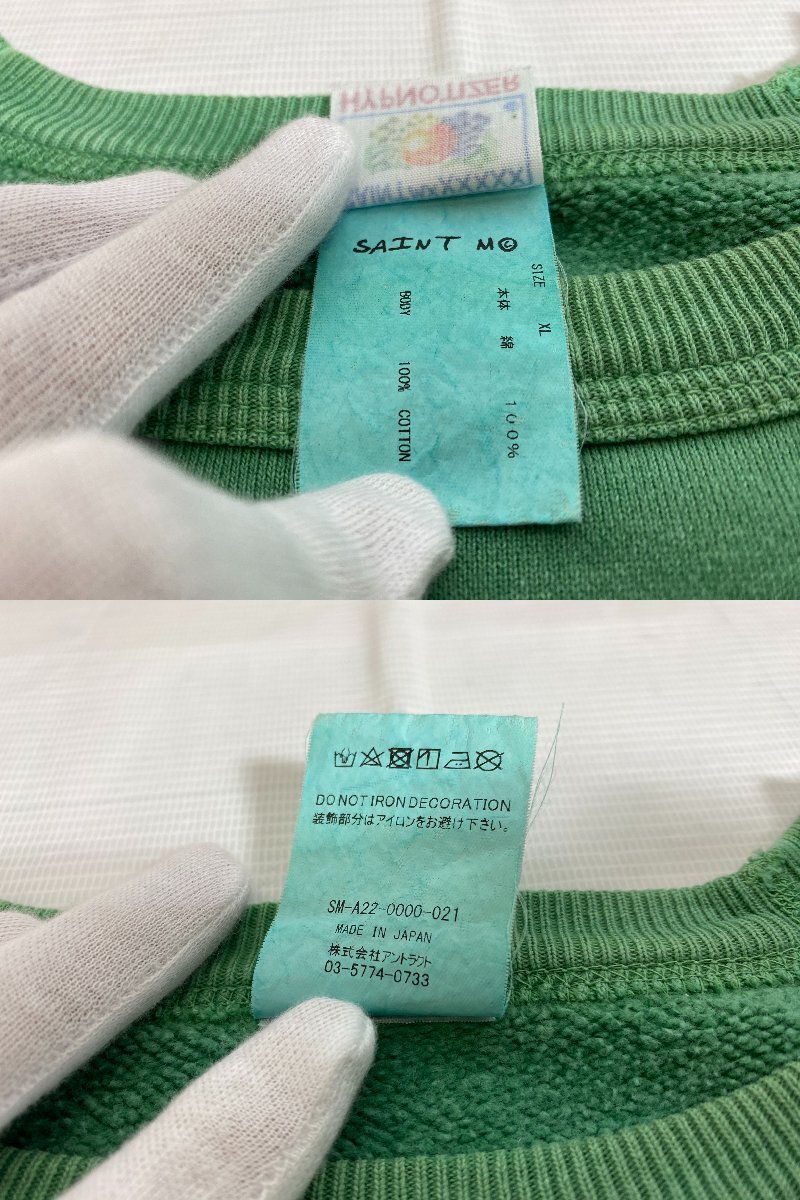 HYPNOTIZER
SAINT M©
SIZE XL
本体 綿 100%
BODY 100% COTTON
DO NOT IRON DECORATION
装飾部分はアイロンをお避け下さい。
SM-A22-0000-021
MADE IN JAPAN
株式会社アントラクト
03-5774-0733